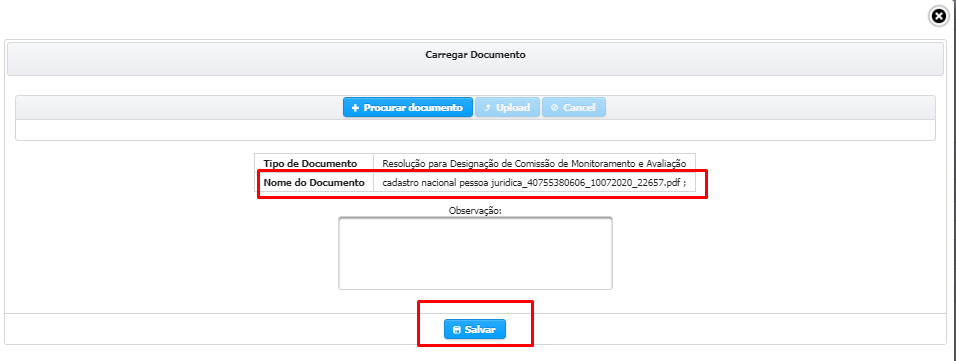 Carregar Documento
Procurar documento Upload Cancel
Tipo de Documento Resolução para Designação de Comissão de Monitoramento e Avaliação
Nome do Documento cadastro nacional pessoa juridica_40755380606_10072020_22657.pdf ;
Observação:
Salvar